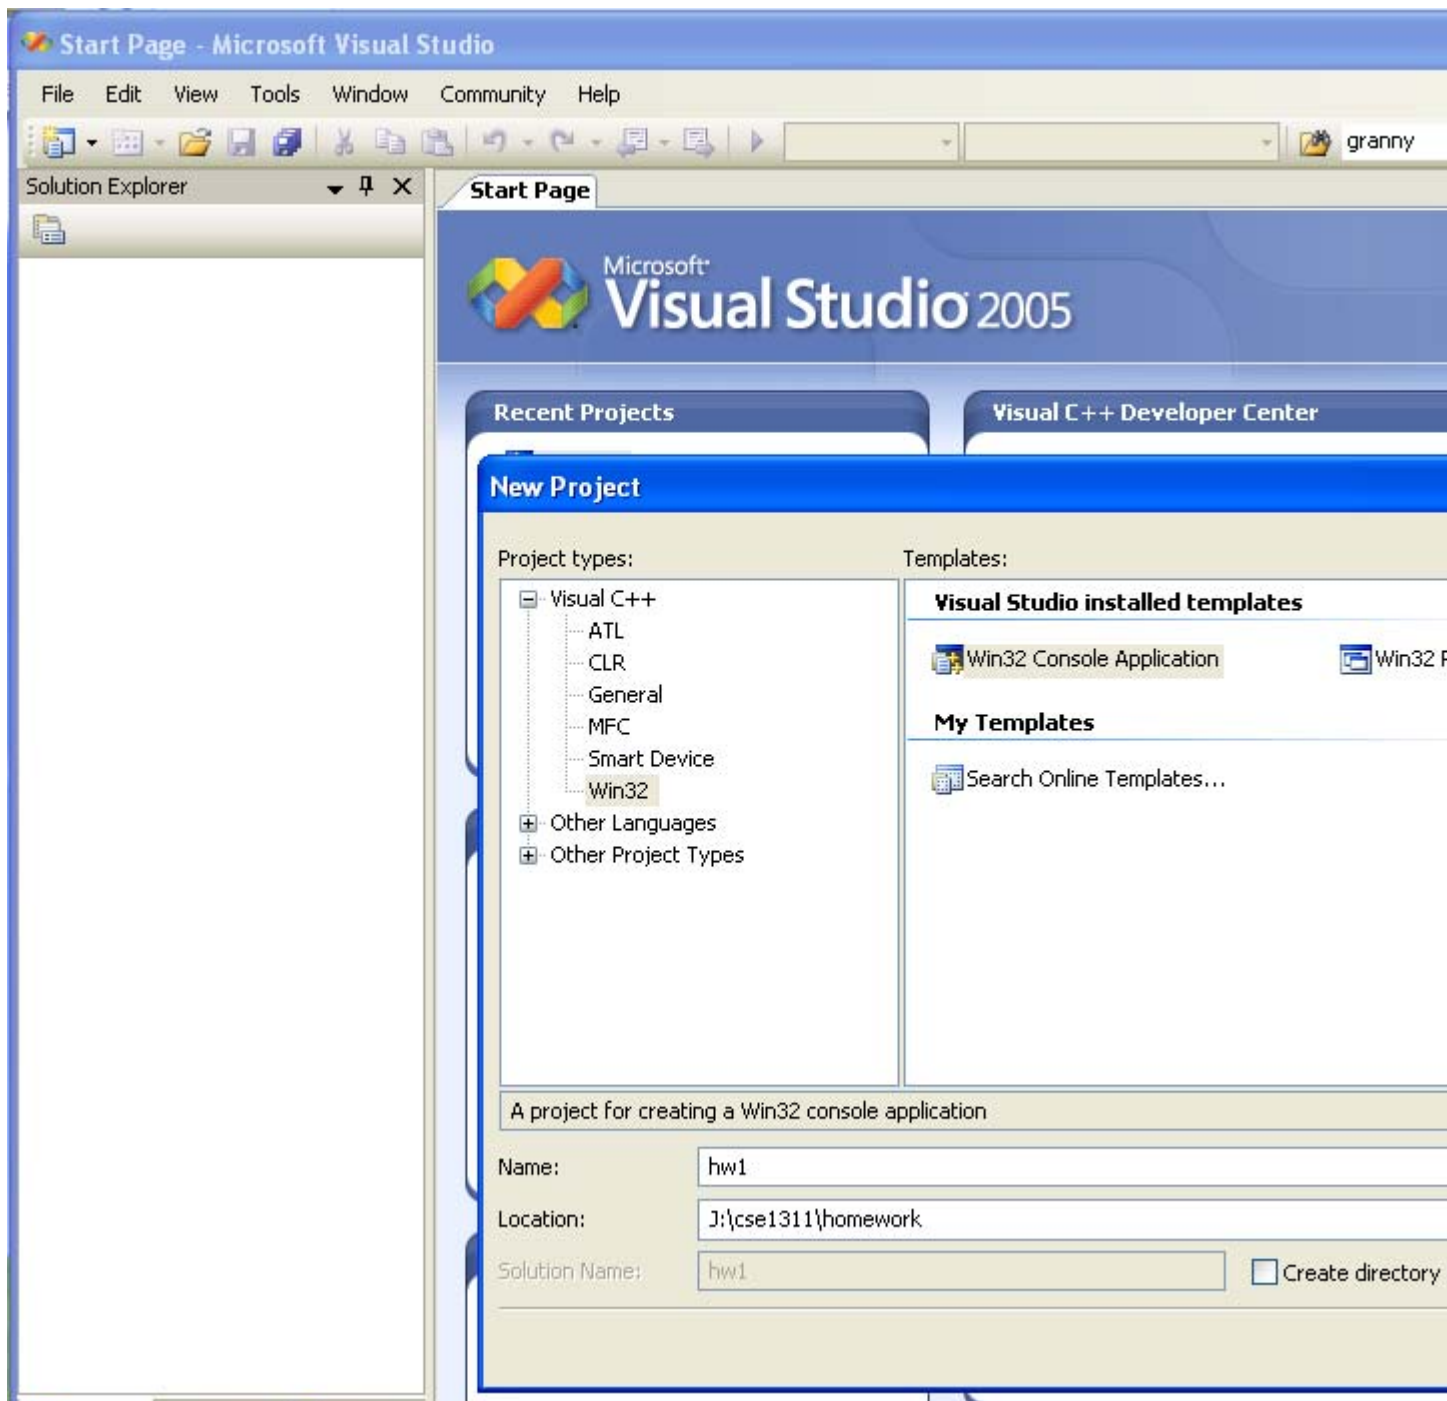 Start Page - Microsoft Visual Studio
File Edit View Tools Window Community Help
granny
Solution Explorer
Start Page
Microsoft
Visual Studio 2005
Recent Projects
Visual C++ Developer Center
New Project
Project types:
Templates:
Visual C++
ATL
CLR
General
MFC
Smart Device
Win32
Other Languages
Other Project Types
Visual Studio installed templates
Win32 Console Application
Win32
My Templates
Search Online Templates...
A project for creating a Win32 console application
Name: hw1
Location: J:\cse1311\homework
Solution Name: hw1
Create directory